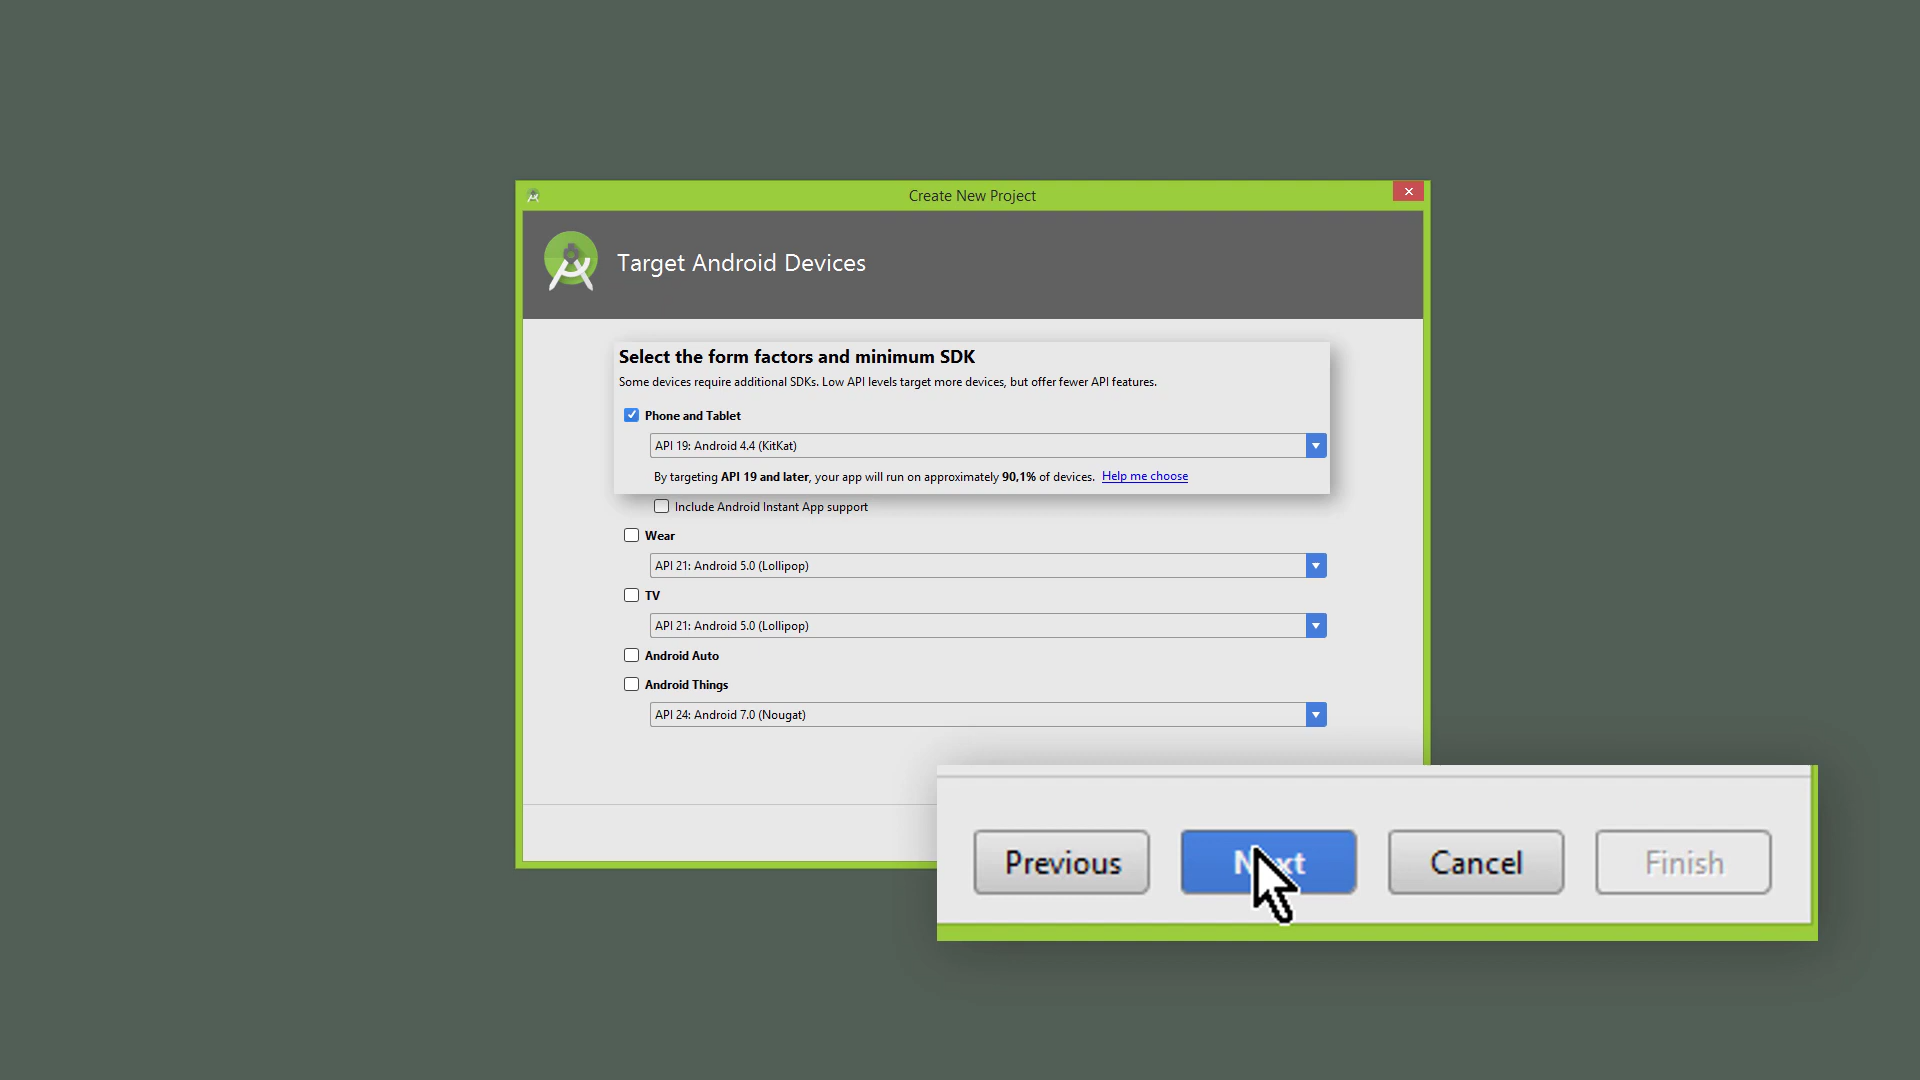 Create New Project
Target Android Devices
Select the form factors and minimum SDK
Some devices require additional SDKs. Low API levels target more devices, but offer fewer API features.
Phone and Tablet
API 19: Android 4.4 (KitKat)
By targeting API 19 and later, your app will run on approximately 90,1% of devices. Help me choose
Include Android Instant App support
Wear
API 21: Android 5.0 (Lollipop)
TV
API 21: Android 5.0 (Lollipop)
Android Auto
Android Things
API 24: Android 7.0 (Nougat)
Previous Next Cancel Finish